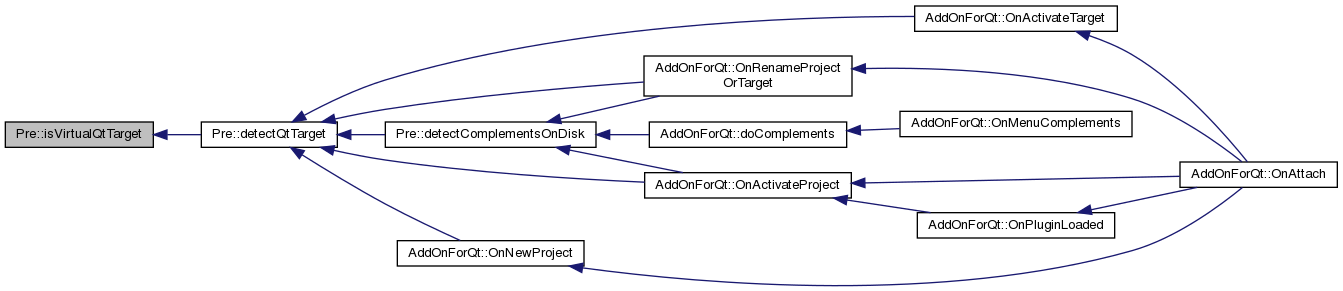 Pre::isVirtualQtTarget
Pre::detectQtTarget
AddOnForQt::OnActivateTarget
AddOnForQt::OnRenameProject
OrTarget
Pre::detectComplementsOnDisk
AddOnForQt::doComplements
AddOnForQt::OnMenuComplements
AddOnForQt::OnActivateProject
AddOnForQt::OnAttach
AddOnForQt::OnPluginLoaded
AddOnForQt::OnNewProject